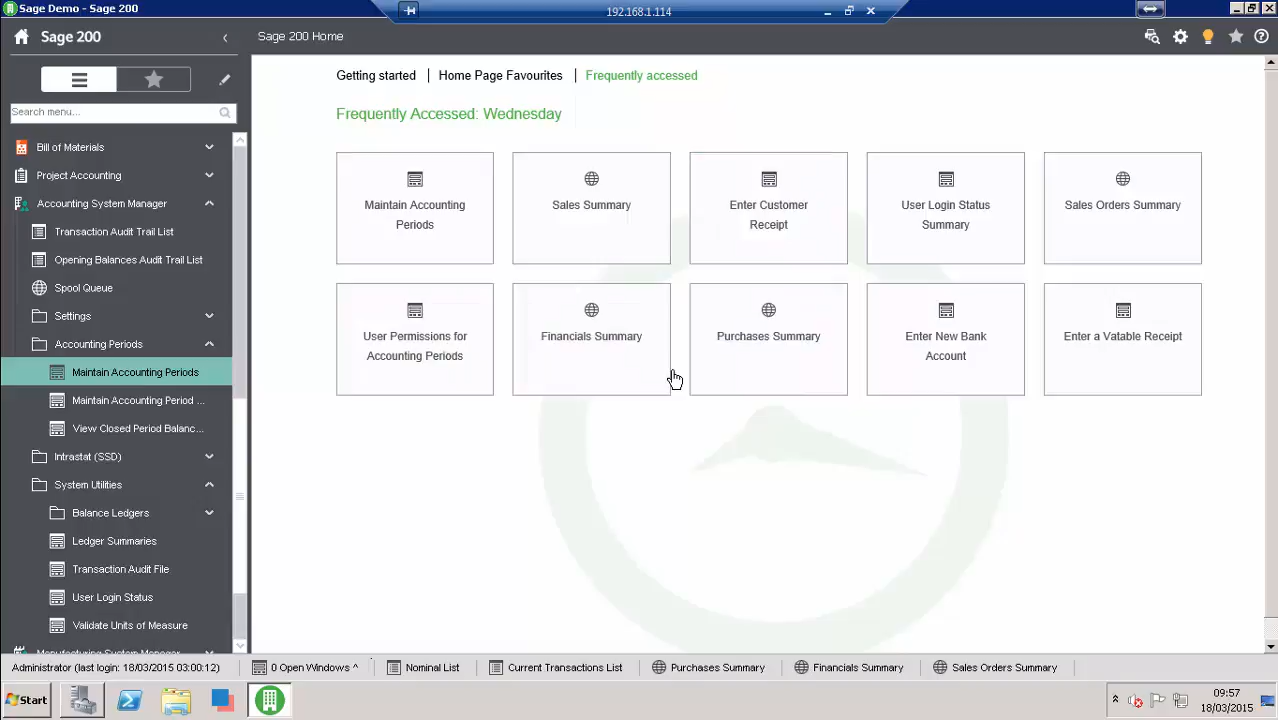 Sage Demo - Sage 200
192.168.1.114
Sage 200
Sage 200 Home
Search menu...
Bill of Materials
Project Accounting
Accounting System Manager
Transaction Audit Trail List
Opening Balances Audit Trail List
Spool Queue
Settings
Accounting Periods
Maintain Accounting Periods
Maintain Accounting Period ...
View Closed Period Balanc...
Intrastat (SSD)
System Utilities
Balance Ledgers
Ledger Summaries
Transaction Audit File
User Login Status
Validate Units of Measure
Manufacturing System Manager
Getting started | Home Page Favourites | Frequently accessed
Frequently Accessed: Wednesday
Maintain Accounting
Periods
Sales Summary
Enter Customer
Receipt
User Login Status
Summary
Sales Orders Summary
User Permissions for
Accounting Periods
Financials Summary
Purchases Summary
Enter New Bank
Account
Enter a Vatable Receipt
Administrator (last login: 18/03/2015 03:00:12)
0 Open Windows ^
Nominal List
Current Transactions List
Purchases Summary
Financials Summary
Sales Orders Summary
Start
09:57
18/03/2015